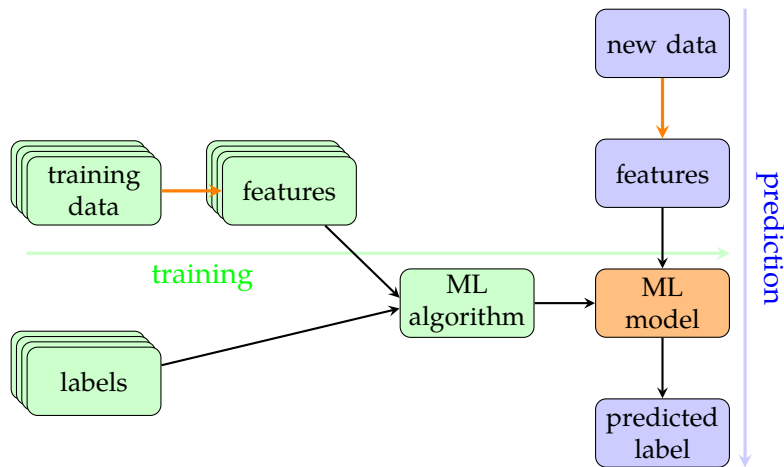 new data
training
data
features
features
prediction
training
ML
algorithm
ML
model
labels
predicted
label